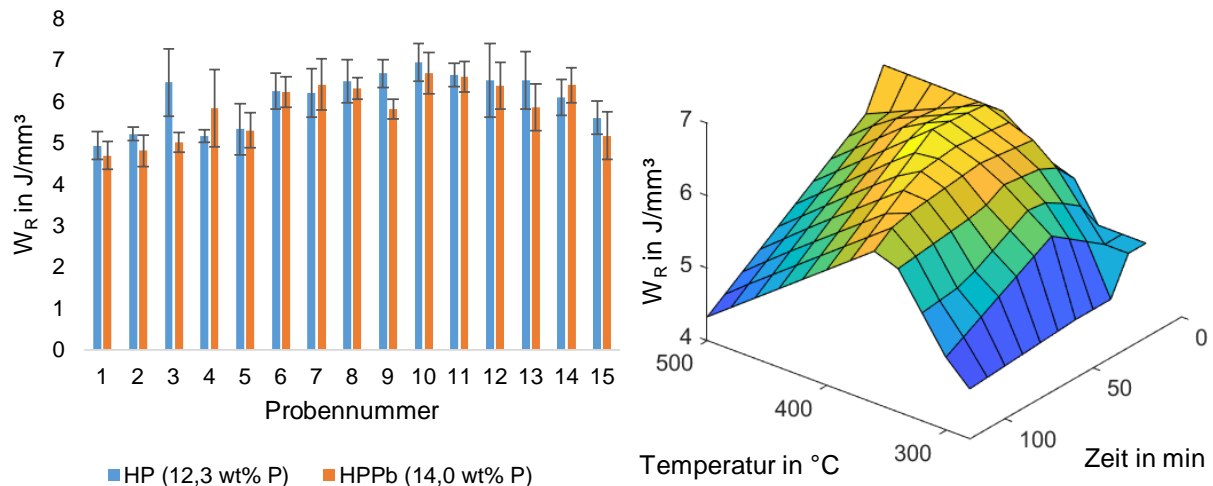 8
7
6
5
4
3
2
1
0
W_R in J/mm³
1 2 3 4 5 6 7 8 9 10 11 12 13 14 15
Probennummer
HP (12,3 wt% P) HPPb (14,0 wt% P)
7
6
5
4
W_R in J/mm³
500
400
300
Temperatur in °C
0
50
100
Zeit in min